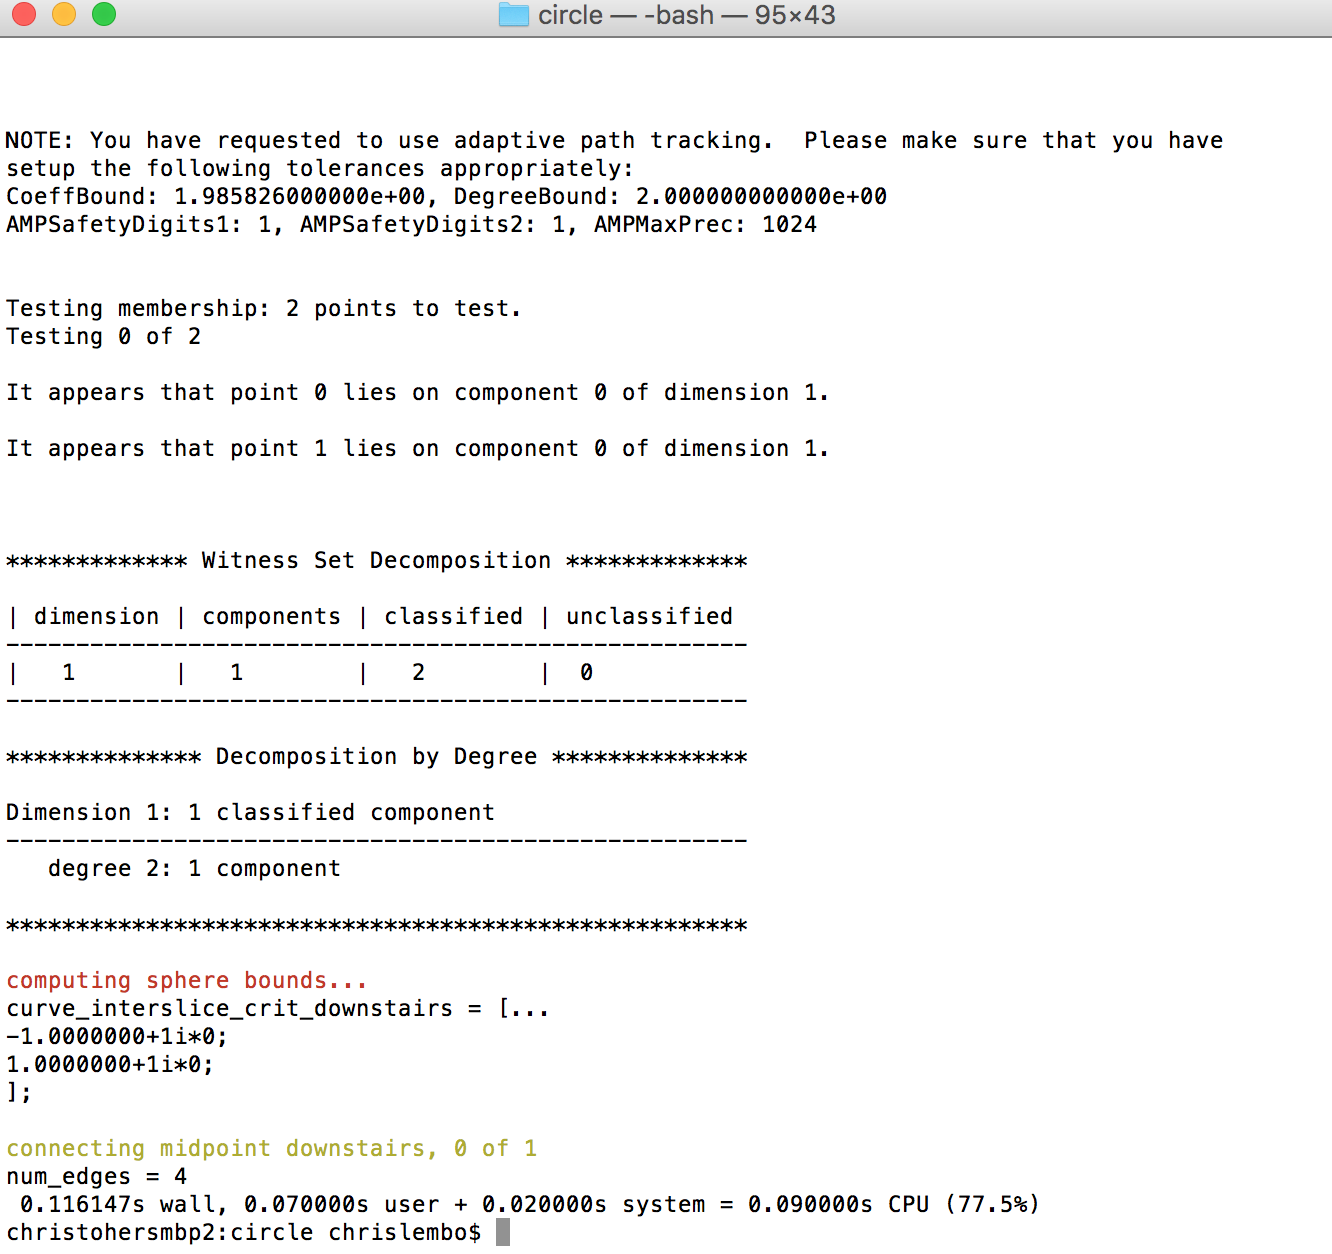 circle — -bash — 95×43
NOTE: You have requested to use adaptive path tracking.  Please make sure that you have
setup the following tolerances appropriately:
CoeffBound: 1.985826000000e+00, DegreeBound: 2.000000000000e+00
AMPSafetyDigits1: 1, AMPSafetyDigits2: 1, AMPMaxPrec: 1024
Testing membership: 2 points to test.
Testing 0 of 2
It appears that point 0 lies on component 0 of dimension 1.
It appears that point 1 lies on component 0 of dimension 1.
************* Witness Set Decomposition *************
| dimension | components | classified | unclassified
-----------------------------------------------------
|   1       |   1        |   2        |  0
-----------------------------------------------------
************** Decomposition by Degree **************
Dimension 1: 1 classified component
-----------------------------------------------------
   degree 2: 1 component
*****************************************************
computing sphere bounds...
curve_interslice_crit_downstairs = [...
-1.0000000+1i*0;
1.0000000+1i*0;
];
connecting midpoint downstairs, 0 of 1
num_edges = 4
 0.116147s wall, 0.070000s user + 0.020000s system = 0.090000s CPU (77.5%)
christohersmbp2:circle chrislembo$